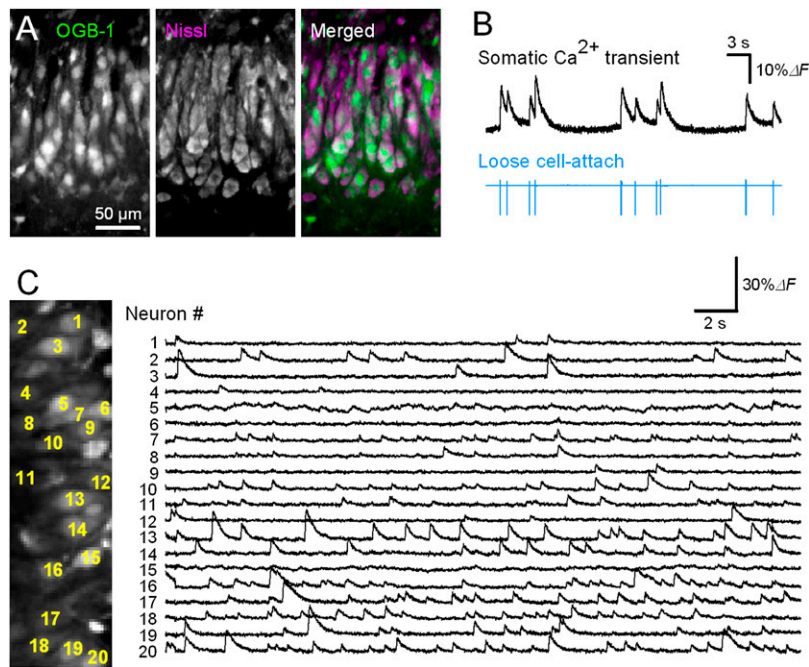 A
OGB-1
Nissl
Merged
50 μm
B
3 s
Somatic Ca2+ transient
10%ΔF
Loose cell-attach
C
30%ΔF
2 s
Neuron #
1
2
3
4
5
6
7
8
9
10
11
12
13
14
15
16
17
18
19
20
1
2
3
4
5
6
7
8
9
10
11
12
13
14
15
16
17
18
19
20